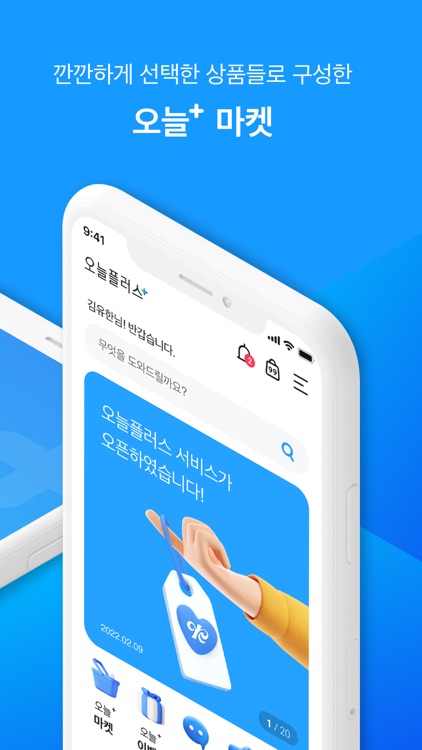 깐깐하게 선택한 상품들로 구성한
오늘+ 마켓
9:41
오늘플러스+
99
2
김유한님! 반갑습니다.
무엇을 도와드릴까요?
오늘플러스 서비스가
오픈하였습니다!
2022.02.09
1 / 20
오늘+
마켓
오늘+